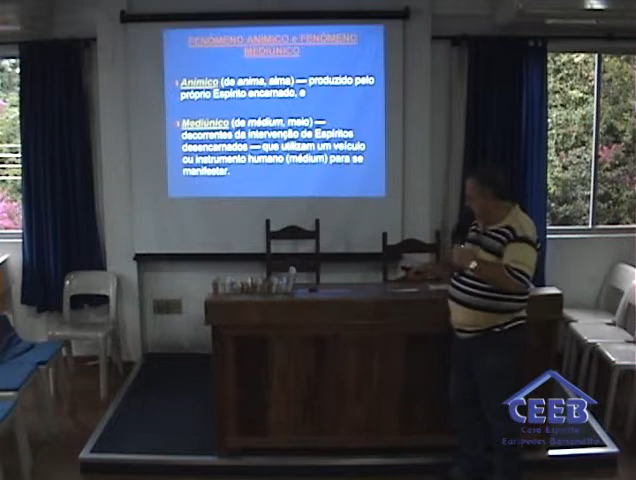 FENÔMENO ANÍMICO e FENÔMENO
MEDIÚNICO
Anímico (de anima, alma) — produzido pelo
próprio Espírito encarnado, e
Mediúnico (de médium, meio) —
decorrentes da intervenção de Espíritos
desencarnados — que utilizam um veículo
ou instrumento humano (médium) para se
manifestar.
CEEB
Casa Espírita
Eurípedes Barsanulfo